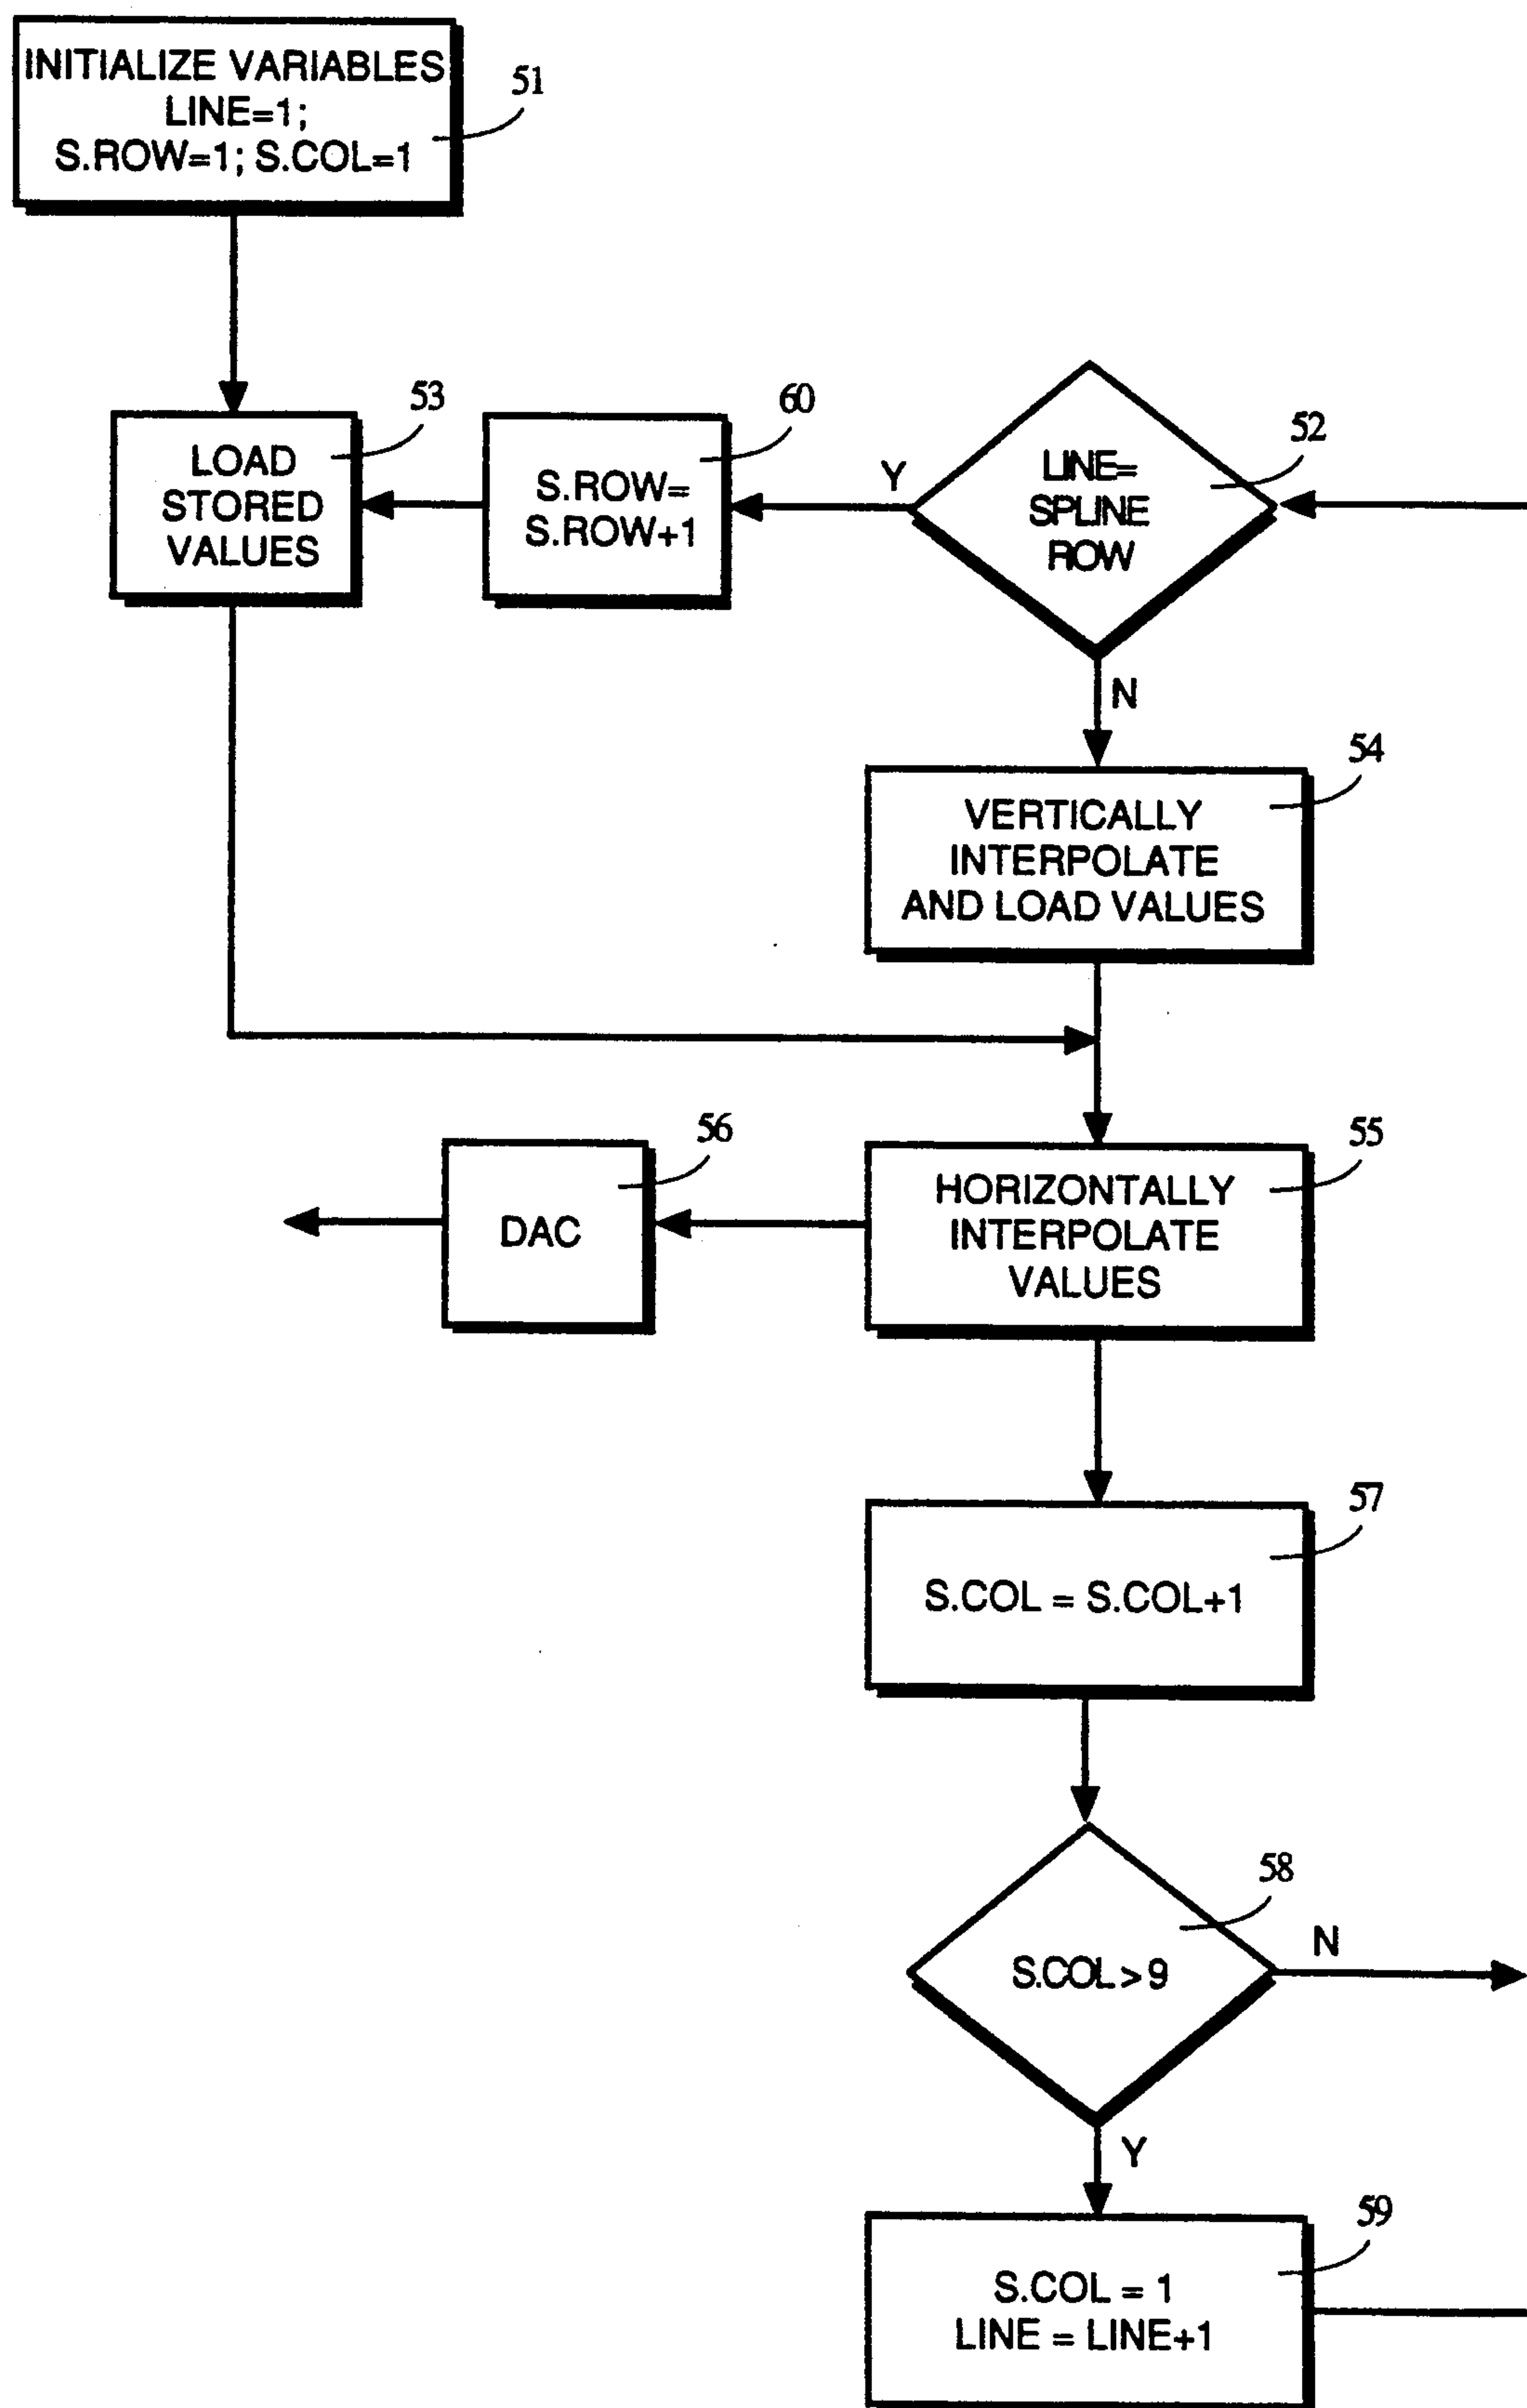 INITIALIZE VARIABLES
LINE=1;
S.ROW=1; S.COL=1
51
LOAD
STORED
VALUES
53
S.ROW=
S.ROW+1
60
Y
LINE=
SPLINE
ROW
52
N
VERTICALLY
INTERPOLATE
AND LOAD VALUES
54
DAC
56
HORIZONTALLY
INTERPOLATE
VALUES
55
S.COL = S.COL+1
57
S.COL > 9
58
N
Y
S.COL = 1
LINE = LINE+1
59